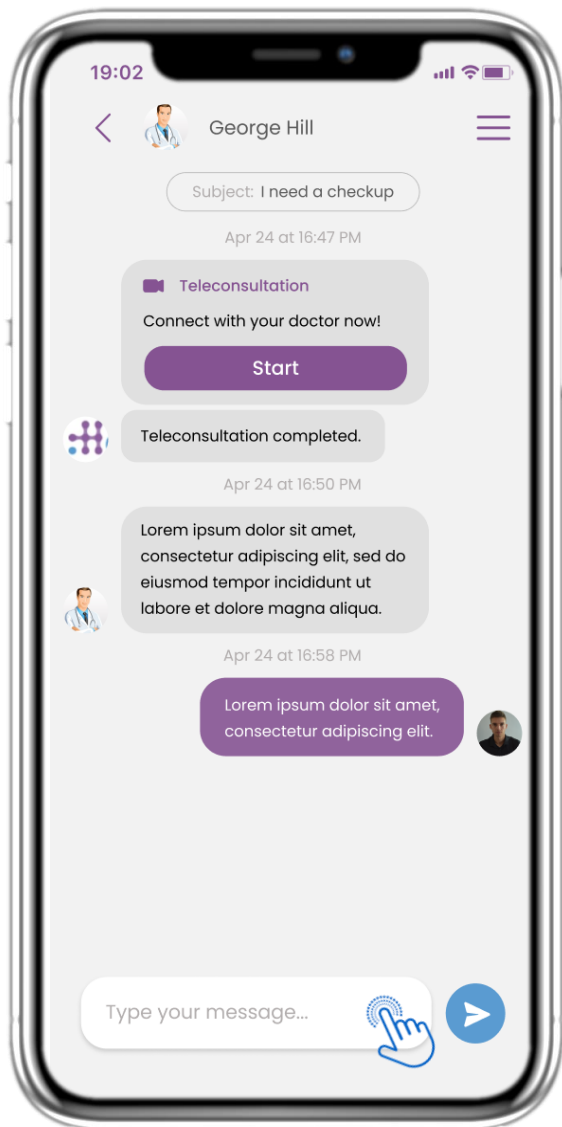 19:02
George Hill
Subject: I need a checkup
Apr 24 at 16:47 PM
Teleconsultation
Connect with your doctor now!
Start
Teleconsultation completed.
Apr 24 at 16:50 PM
Lorem ipsum dolor sit amet,
consectetur adipiscing elit, sed do
eiusmod tempor incididunt ut
labore et dolore magna aliqua.
Apr 24 at 16:58 PM
Lorem ipsum dolor sit amet,
consectetur adipiscing elit.
Type your message...